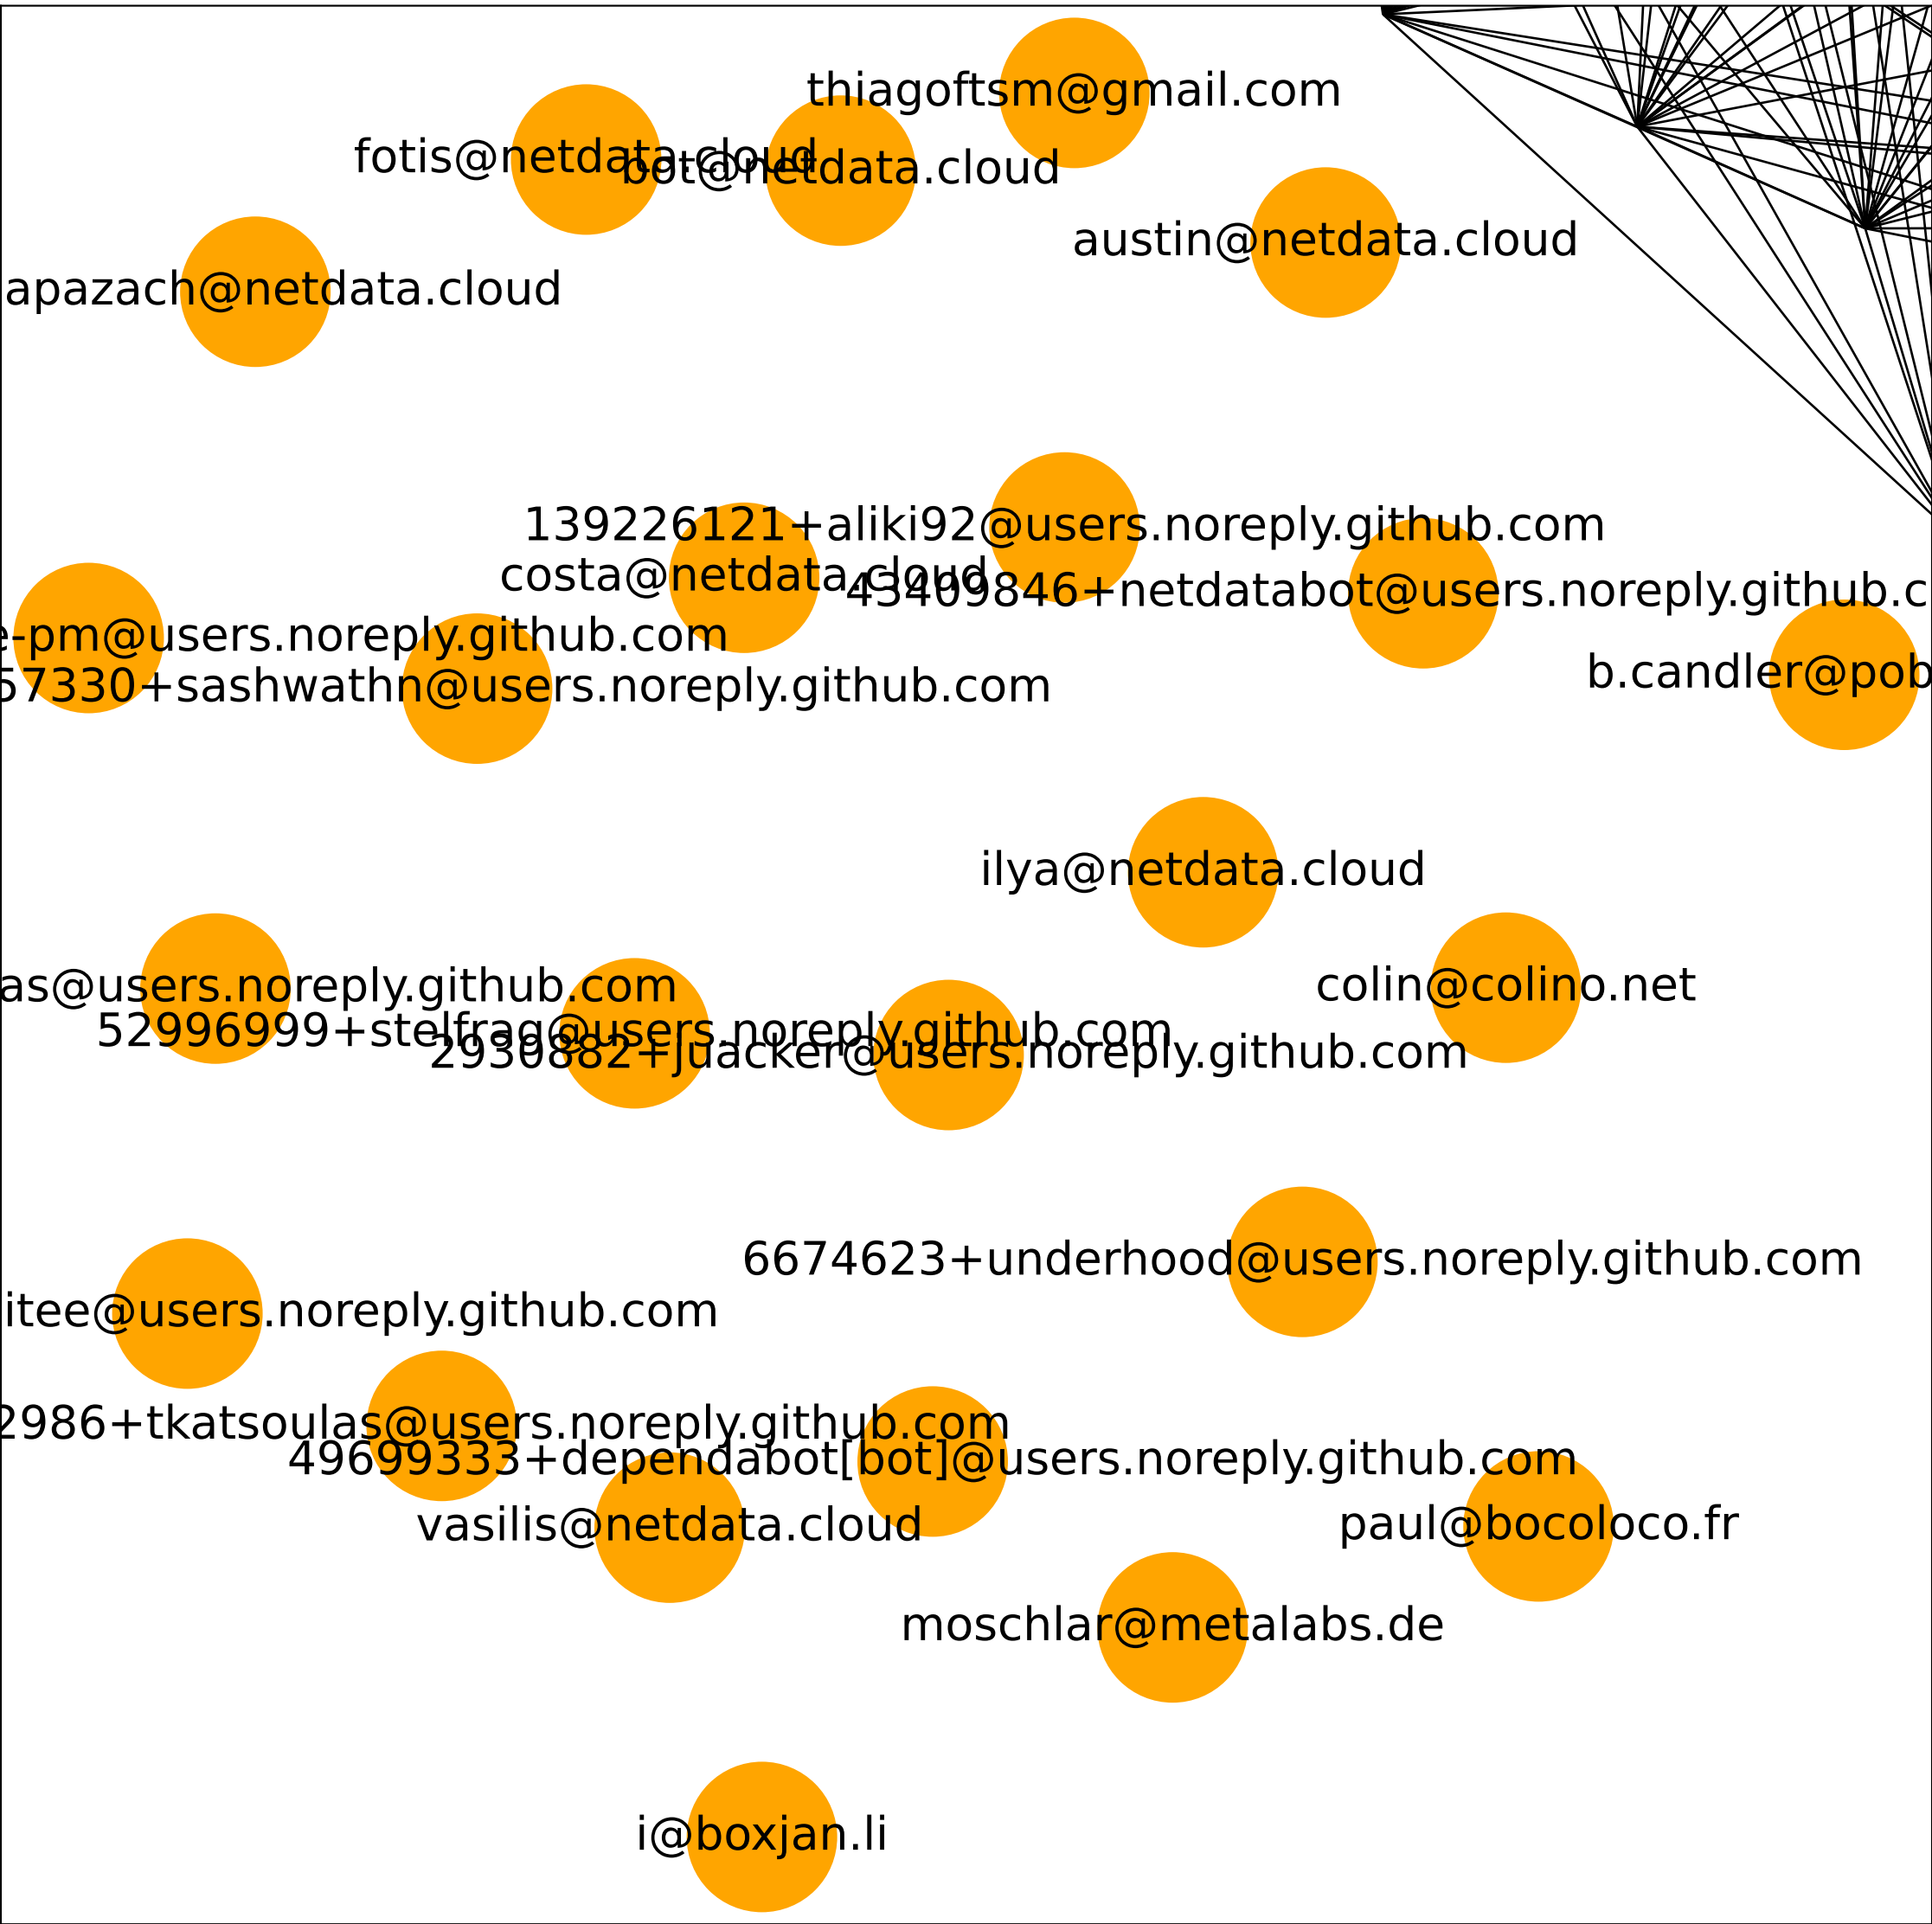 thiagoftsm@gmail.com
fotis@netdata.cloud
bot@netdata.cloud
austin@netdata.cloud
apazach@netdata.cloud
139226121+aliki92@users.noreply.github.com
costa@netdata.cloud
43409846+netdatabot@users.noreply.github.c
e-pm@users.noreply.github.com
b.candler@pob
57330+sashwathn@users.noreply.github.com
ilya@netdata.cloud
as@users.noreply.github.com
colin@colino.net
52996999+stelfrag@users.noreply.github.com
2930882+juacker@users.noreply.github.com
6674623+underhood@users.noreply.github.com
itee@users.noreply.github.com
2986+tkatsoulas@users.noreply.github.com
49699333+dependabot[bot]@users.noreply.github.com
vasilis@netdata.cloud
paul@bocoloco.fr
moschlar@metalabs.de
i@boxjan.li